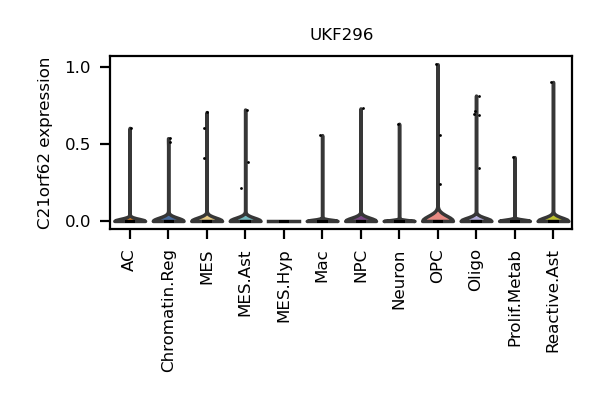 UKF296
C21orf62 expression
1.0
0.5
0.0
AC
Chromatin.Reg
MES
MES.Ast
MES.Hyp
Mac
NPC
Neuron
OPC
Oligo
Prolif.Metab
Reactive.Ast